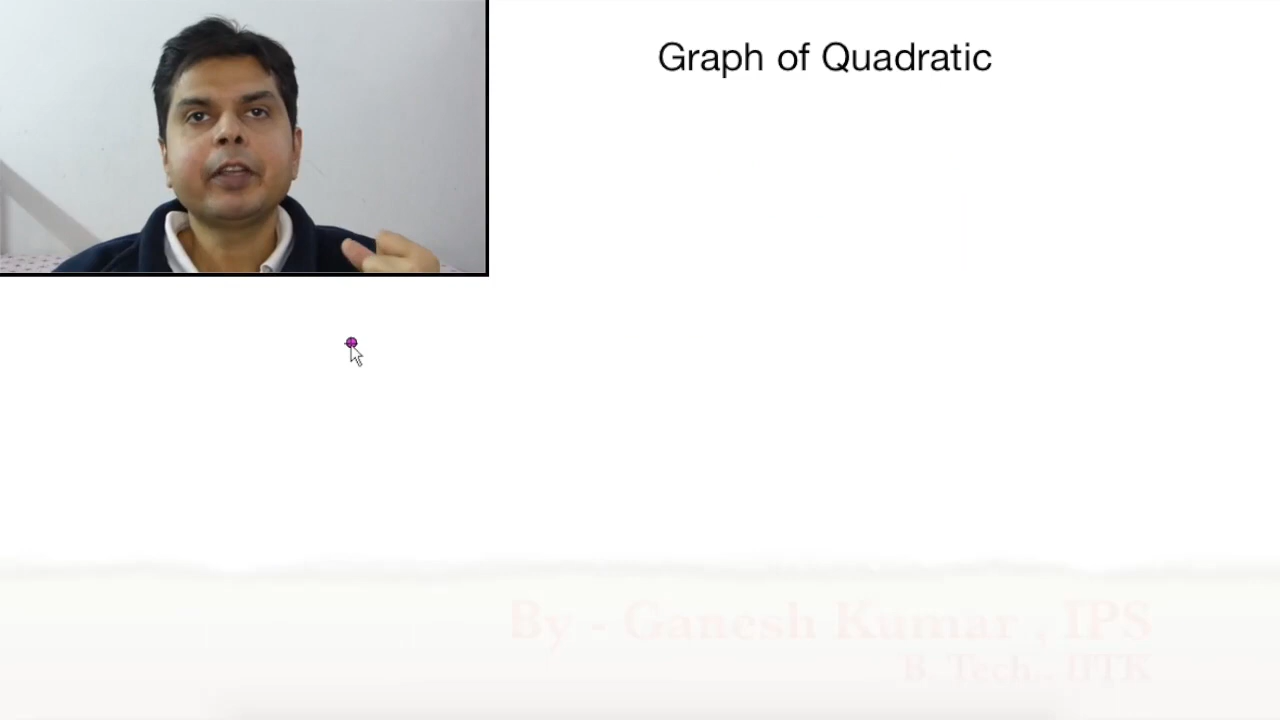 Graph of Quadratic
By - Ganesh Kumar , IPS
B. Tech., IITK